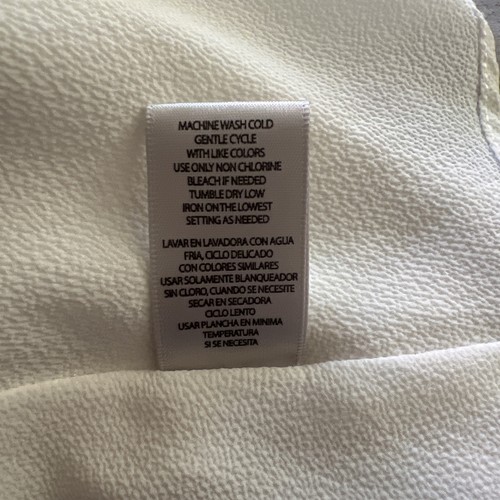 MACHINE WASH COLD
GENTLE CYCLE
WITH LIKE COLORS
USE ONLY NON CHLORINE
BLEACH IF NEEDED
TUMBLE DRY LOW
IRON ON THE LOWEST
SETTING AS NEEDED
LAVAR EN LAVADORA CON AGUA
FRIA, CICLO DELICADO
CON COLORES SIMILARES
USAR SOLAMENTE BLANQUEADOR
SIN CLORO, CUANDO SE NECESITE
SECAR EN SECADORA
CICLO LENTO
USAR PLANCHA EN MINIMA
TEMPERATURA
SI SE NECESITA